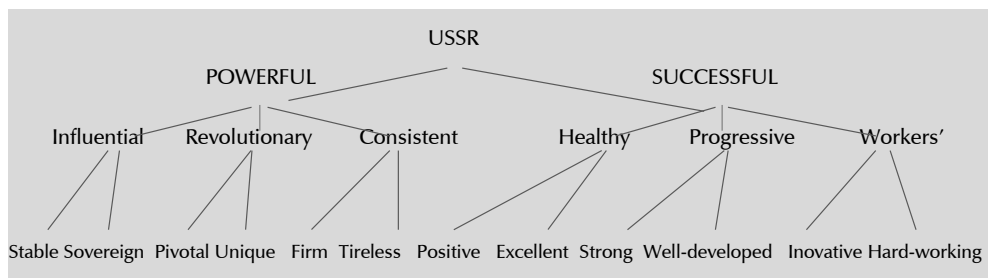 USSR
POWERFUL SUCCESSFUL
Influential Revolutionary Consistent Healthy Progressive Workers’
Stable Sovereign Pivotal Unique Firm Tireless Positive Excellent Strong Well-developed Inovative Hard-working